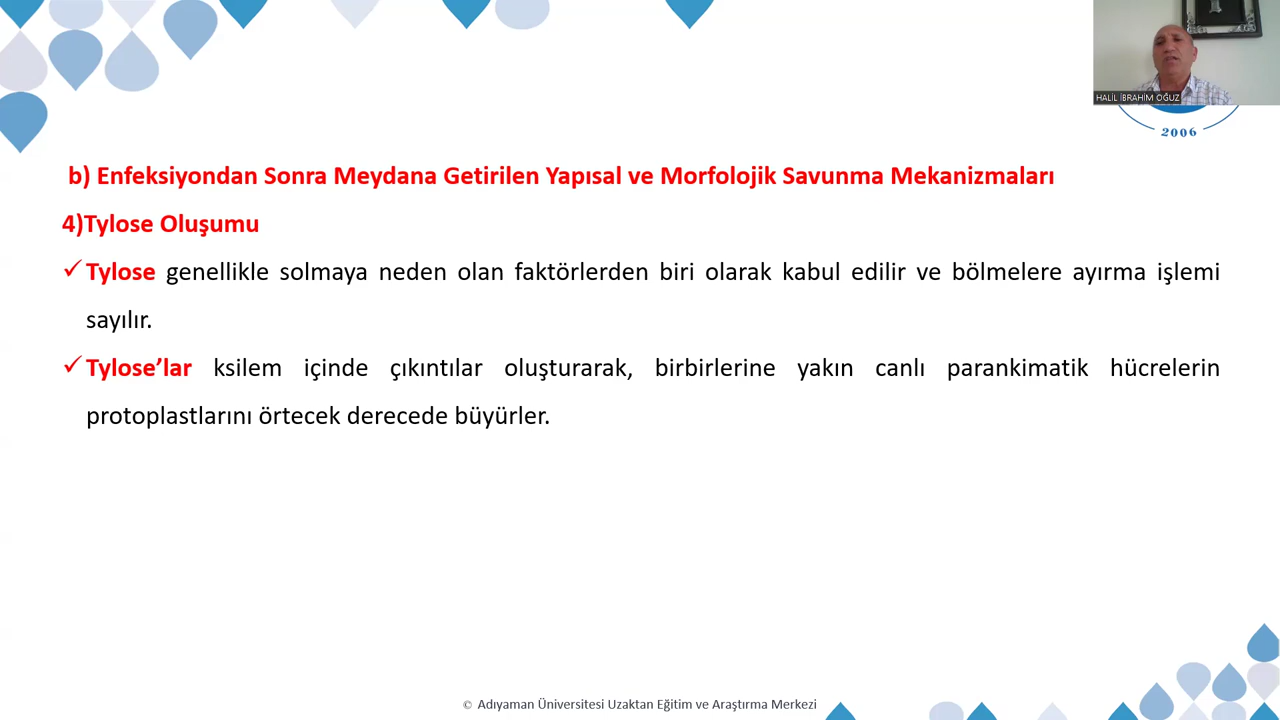 HALİL İBRAHİM OĞUZ
2006
b) Enfeksiyondan Sonra Meydana Getirilen Yapısal ve Morfolojik Savunma Mekanizmaları
4)Tylose Oluşumu
✓ Tylose genellikle solmaya neden olan faktörlerden biri olarak kabul edilir ve bölmelere ayırma işlemi
sayılır.
✓ Tylose’lar ksilem içinde çıkıntılar oluşturarak, birbirlerine yakın canlı parankimatik hücrelerin
protoplastlarını örtecek derecede büyürler.
© Adıyaman Üniversitesi Uzaktan Eğitim ve Araştırma Merkezi